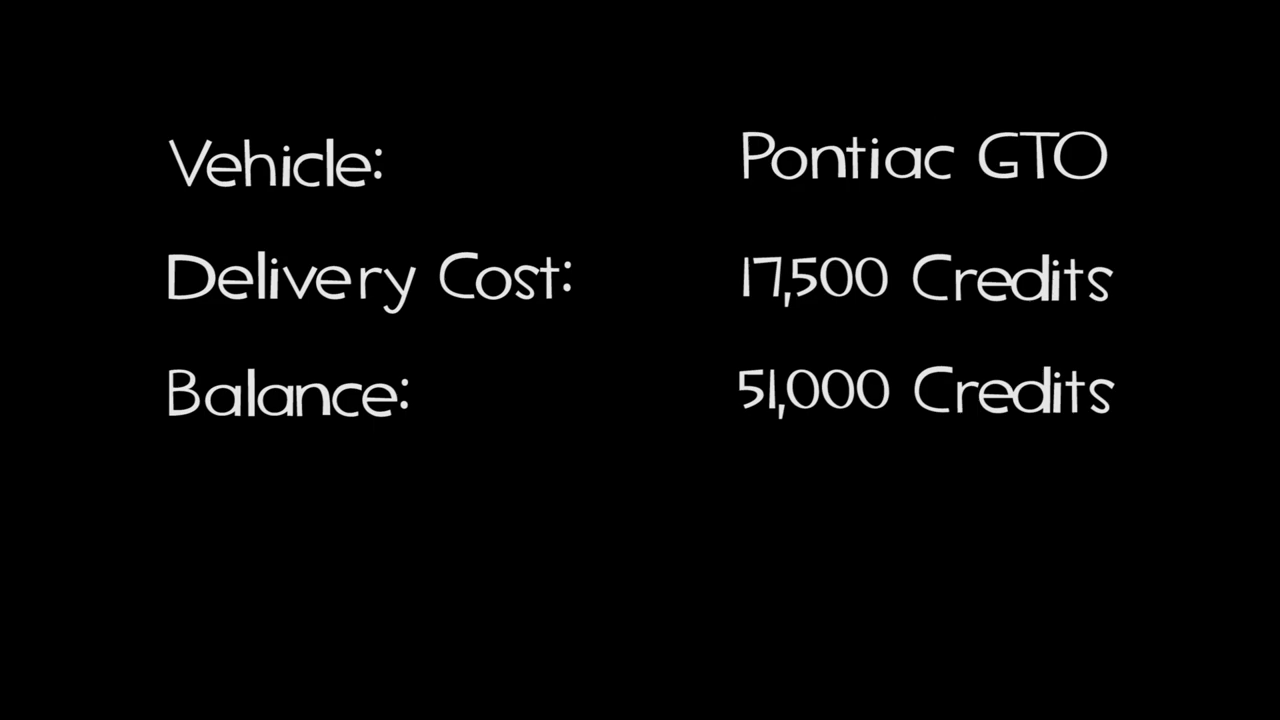 Vehicle: Pontiac GTO
Delivery Cost: 17,500 Credits
Balance: 51,000 Credits